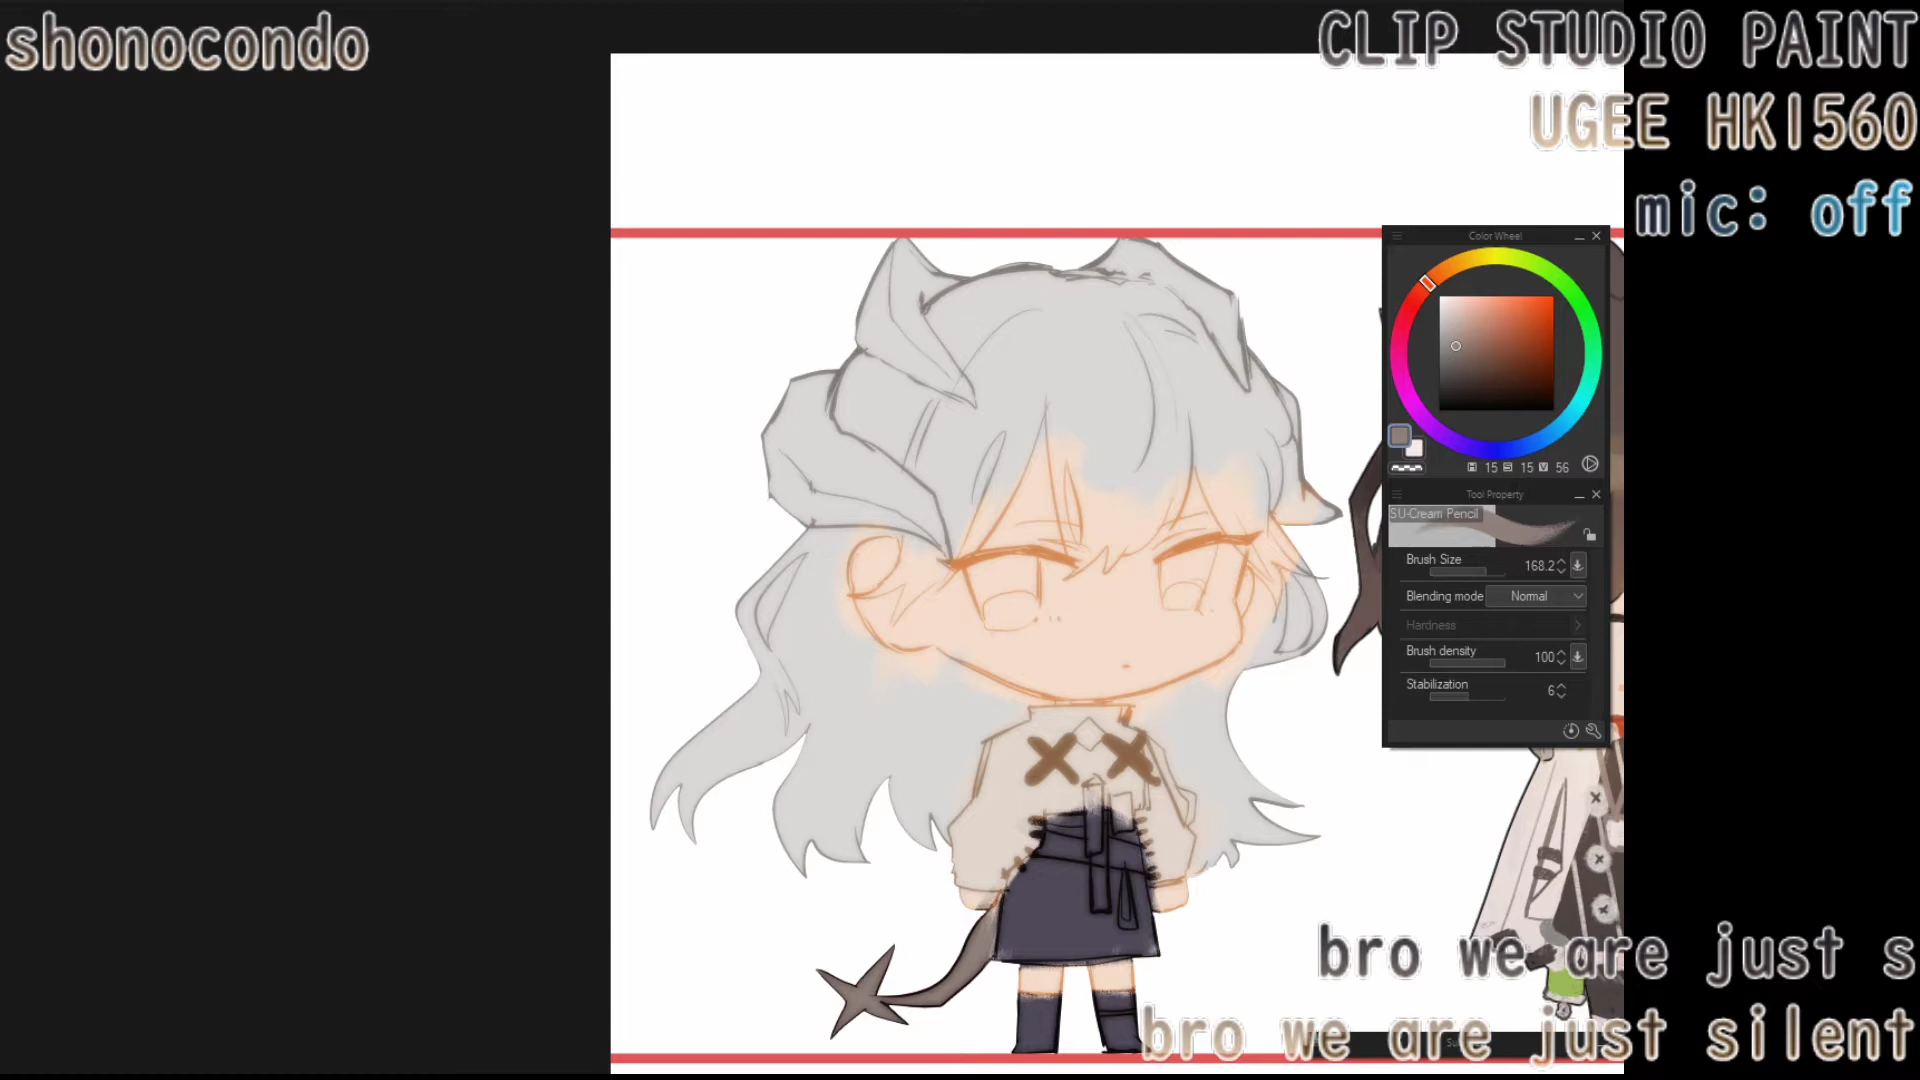 shonocondo
CLIP STUDIO PAINT
UGEE HK1560
mic: off
Color Wheel
H 15 S 15 V 56
Tool Property
SU-Cream Pencil
Brush Size 168.2
Blending mode Normal
Hardness
Brush density 100
Stabilization 6
bro we are just s
bro we are just silent